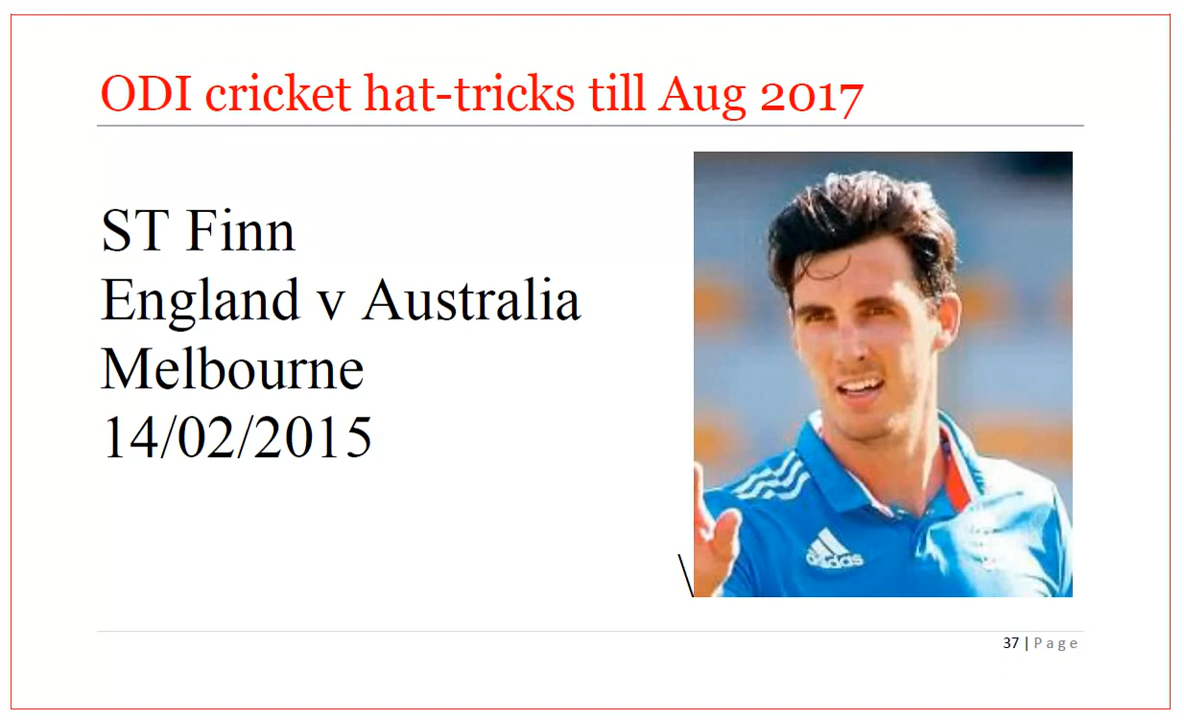 ODI cricket hat-tricks till Aug 2017
ST Finn
England v Australia
Melbourne
14/02/2015
adidas
\
37 | Page